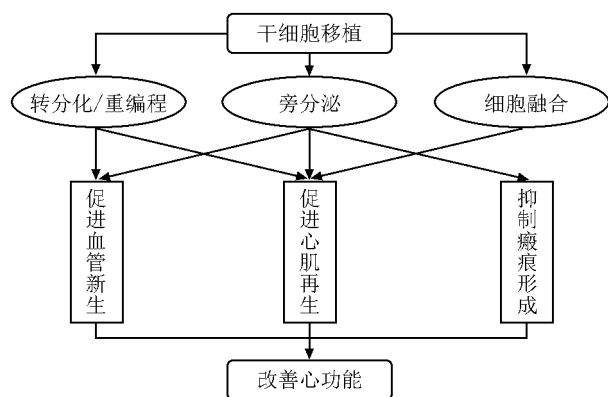 干细胞移植
转分化/重编程
旁分泌
细胞融合
促进血管新生
促进心肌再生
抑制瘢痕形成
改善心功能